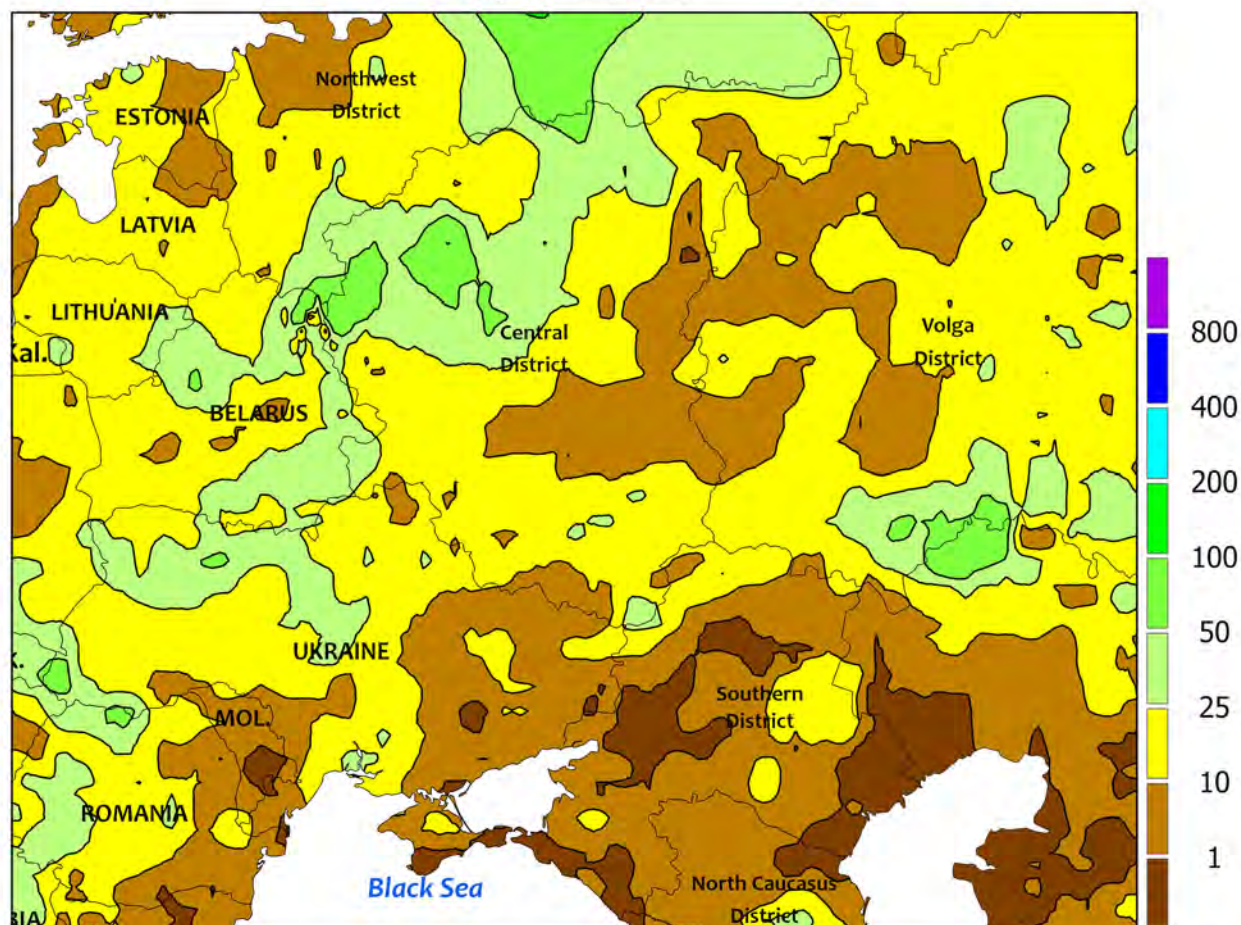 Northwest
District
ESTONIA
LATVIA
LITHUANIA
Kal.
Central
District
Volga
District
BELARUS
UKRAINE
K.
MOL.
Southern
District
ROMANIA
Black Sea
North Caucasus
District
BIA
800
400
200
100
50
25
10
1